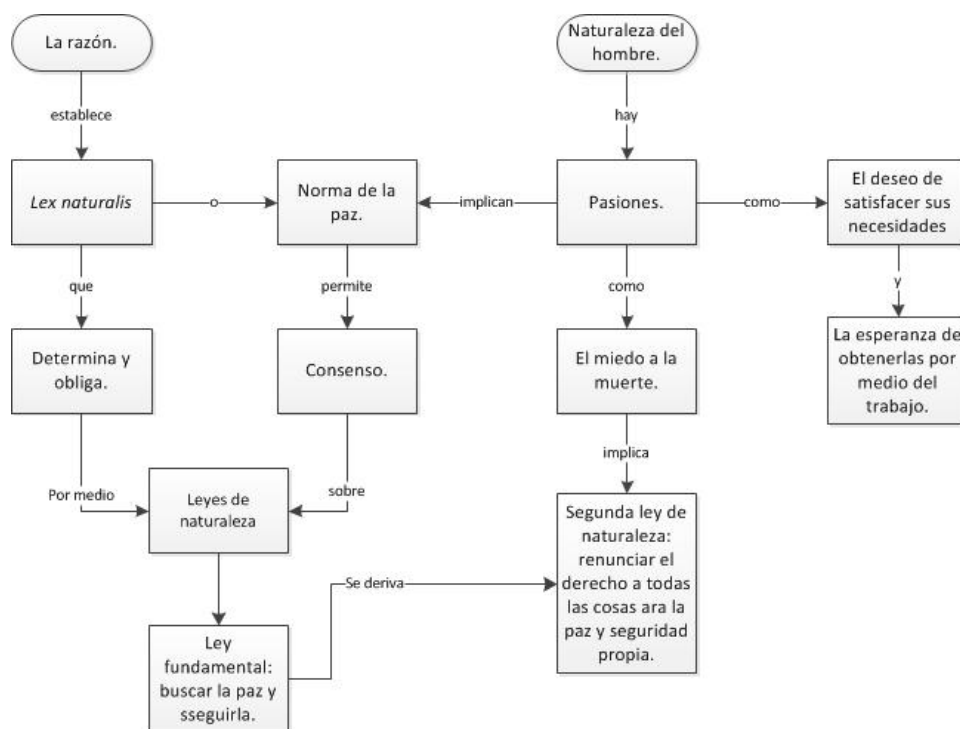 La razón.
Naturaleza del
hombre.
establece
hay
Lex naturalis
o
Norma de la
paz.
implican
Pasiones.
como
El deseo de
satisfacer sus
necesidades
que
permite
como
y
Determina y
obliga.
Consenso.
El miedo a la
muerte.
La esperanza de
obtenerlas por
medio del
trabajo.
Por medio
Leyes de
naturaleza
sobre
implica
Segunda ley de
naturaleza:
renunciar el
derecho a todas
las cosas ara la
paz y seguridad
propia.
Se deriva
Ley
fundamental:
buscar la paz y
sseguirla.